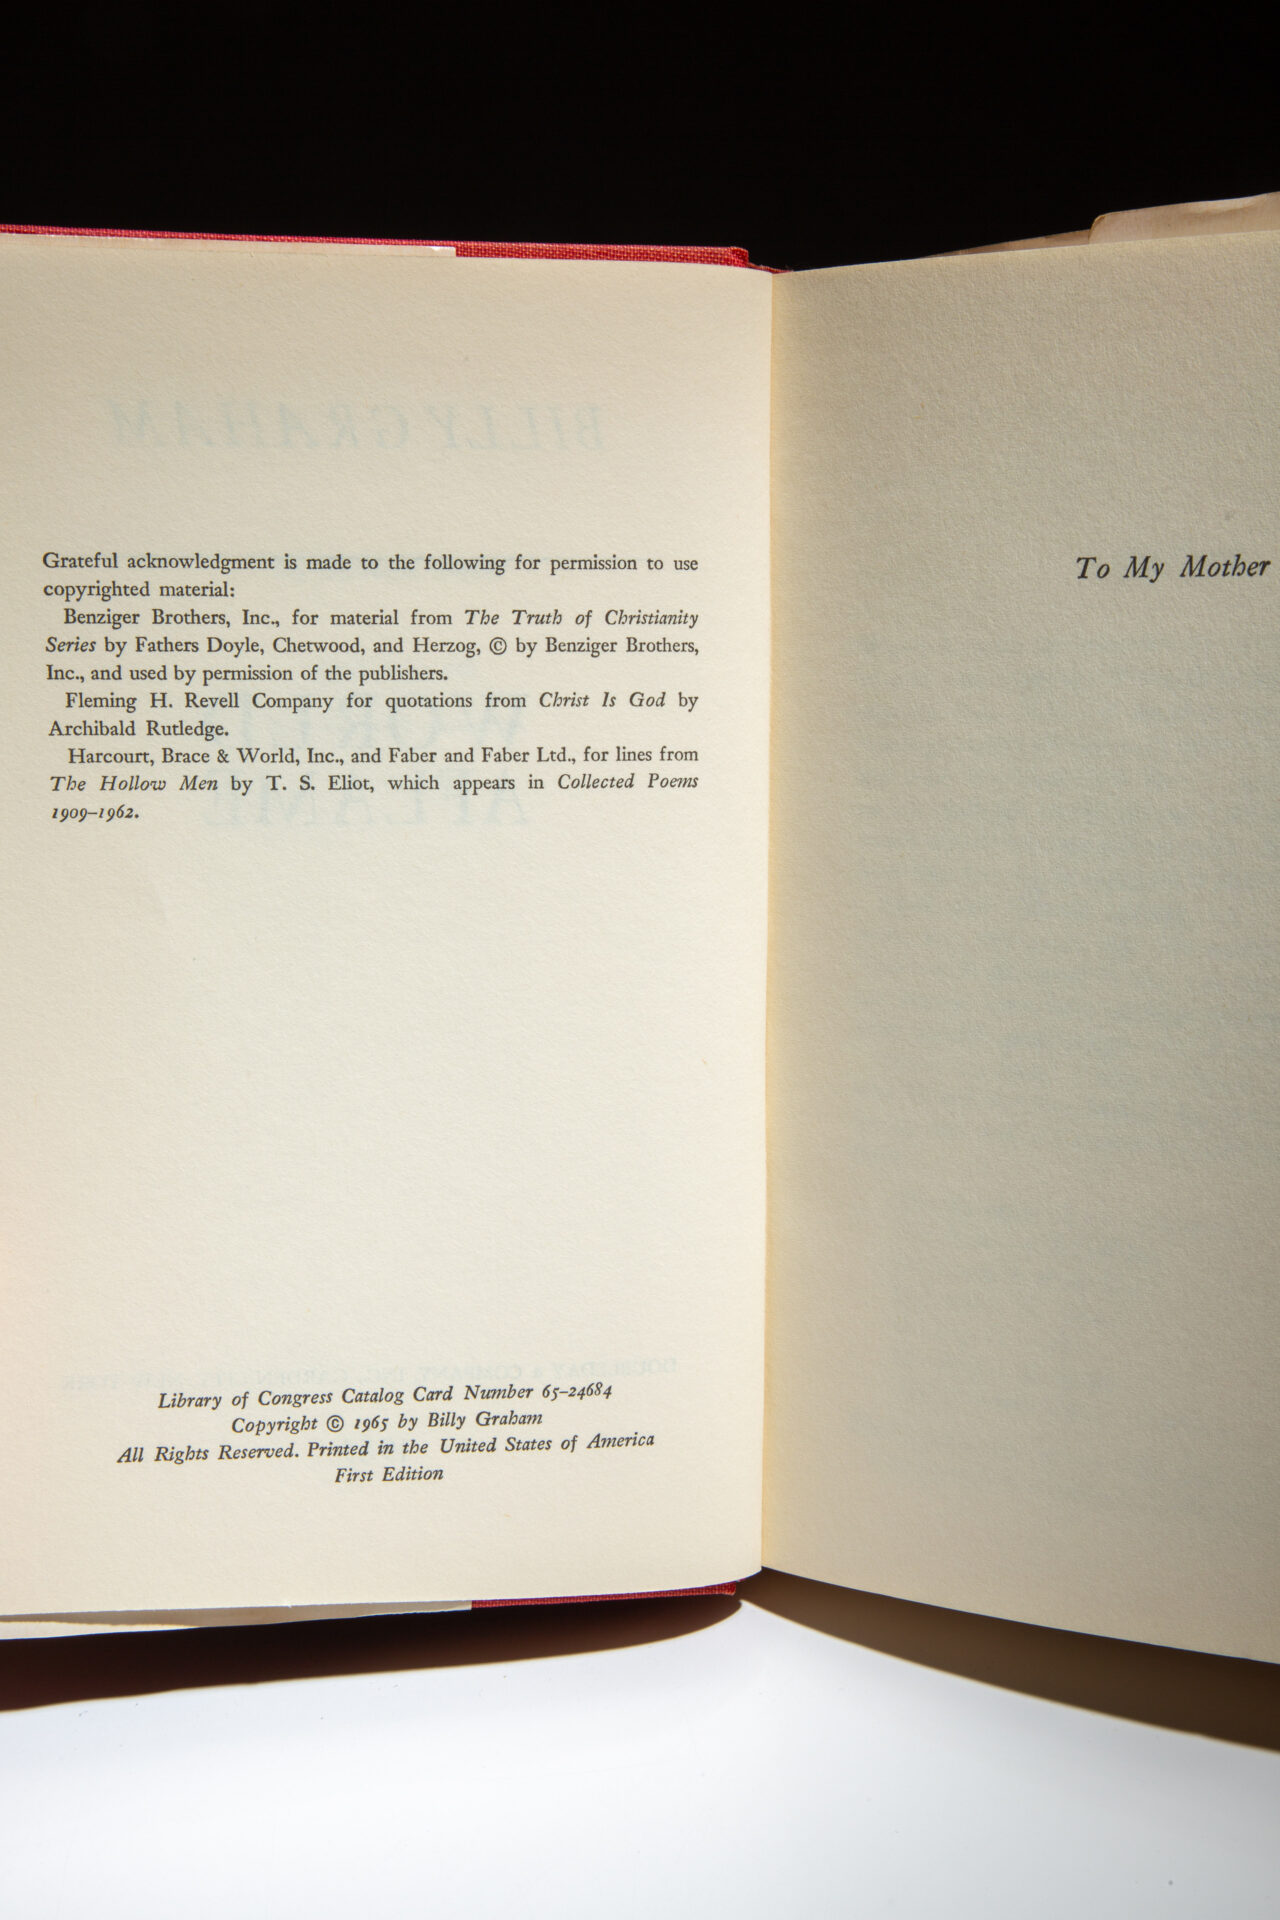 Grateful acknowledgment is made to the following for permission to use
copyrighted material:
Benziger Brothers, Inc., for material from The Truth of Christianity
Series by Fathers Doyle, Chetwood, and Herzog, © by Benziger Brothers,
Inc., and used by permission of the publishers.
Fleming H. Revell Company for quotations from Christ Is God by
Archibald Rutledge.
Harcourt, Brace & World, Inc., and Faber and Faber Ltd., for lines from
The Hollow Men by T. S. Eliot, which appears in Collected Poems
1909–1962.
Library of Congress Catalog Card Number 65–24684
Copyright © 1965 by Billy Graham
All Rights Reserved. Printed in the United States of America
First Edition
To My Mother